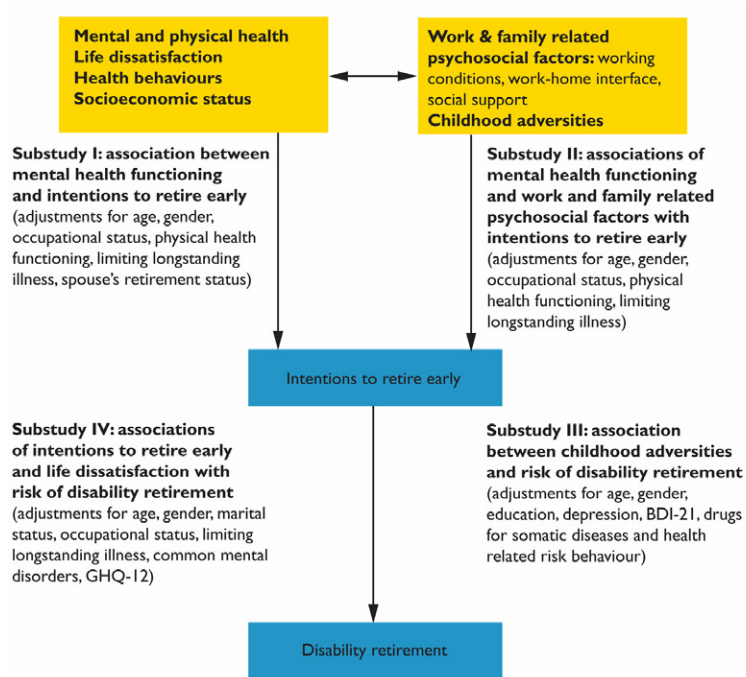 Mental and physical health
Life dissatisfaction
Health behaviours
Socioeconomic status
Work & family related
psychosocial factors: working
conditions, work-home interface,
social support
Childhood adversities
Substudy I: association between
mental health functioning
and intentions to retire early
(adjustments for age, gender,
occupational status, physical health
functioning, limiting longstanding
illness, spouse's retirement status)
Substudy II: associations of
mental health functioning
and work and family related
psychosocial factors with
intentions to retire early
(adjustments for age, gender,
occupational status, physical
health functioning, limiting
longstanding illness)
Intentions to retire early
Substudy IV: associations
of intentions to retire early
and life dissatisfaction with
risk of disability retirement
(adjustments for age, gender, marital
status, occupational status, limiting
longstanding illness, common mental
disorders, GHQ-12)
Substudy III: association
between childhood adversities
and risk of disability retirement
(adjustments for age, gender,
education, depression, BDI-21, drugs
for somatic diseases and health
related risk behaviour)
Disability retirement